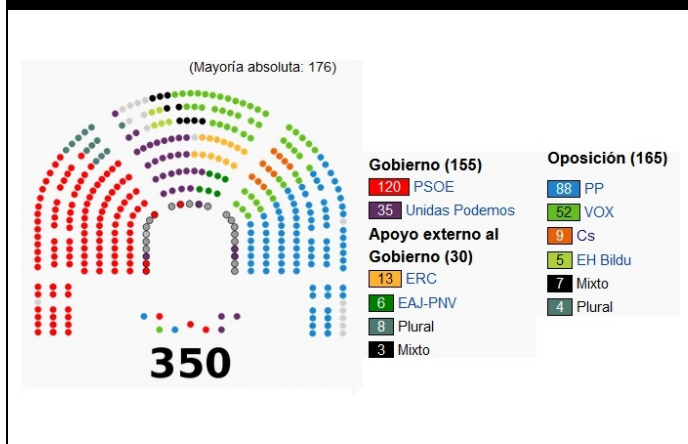 (Mayoría absoluta: 176)
350
Gobierno (155)
120 PSOE
35 Unidas Podemos
Apoyo externo al
Gobierno (30)
13 ERC
6 EAJ-PNV
8 Plural
3 Mixto
Oposición (165)
88 PP
52 VOX
9 Cs
5 EH Bildu
7 Mixto
4 Plural